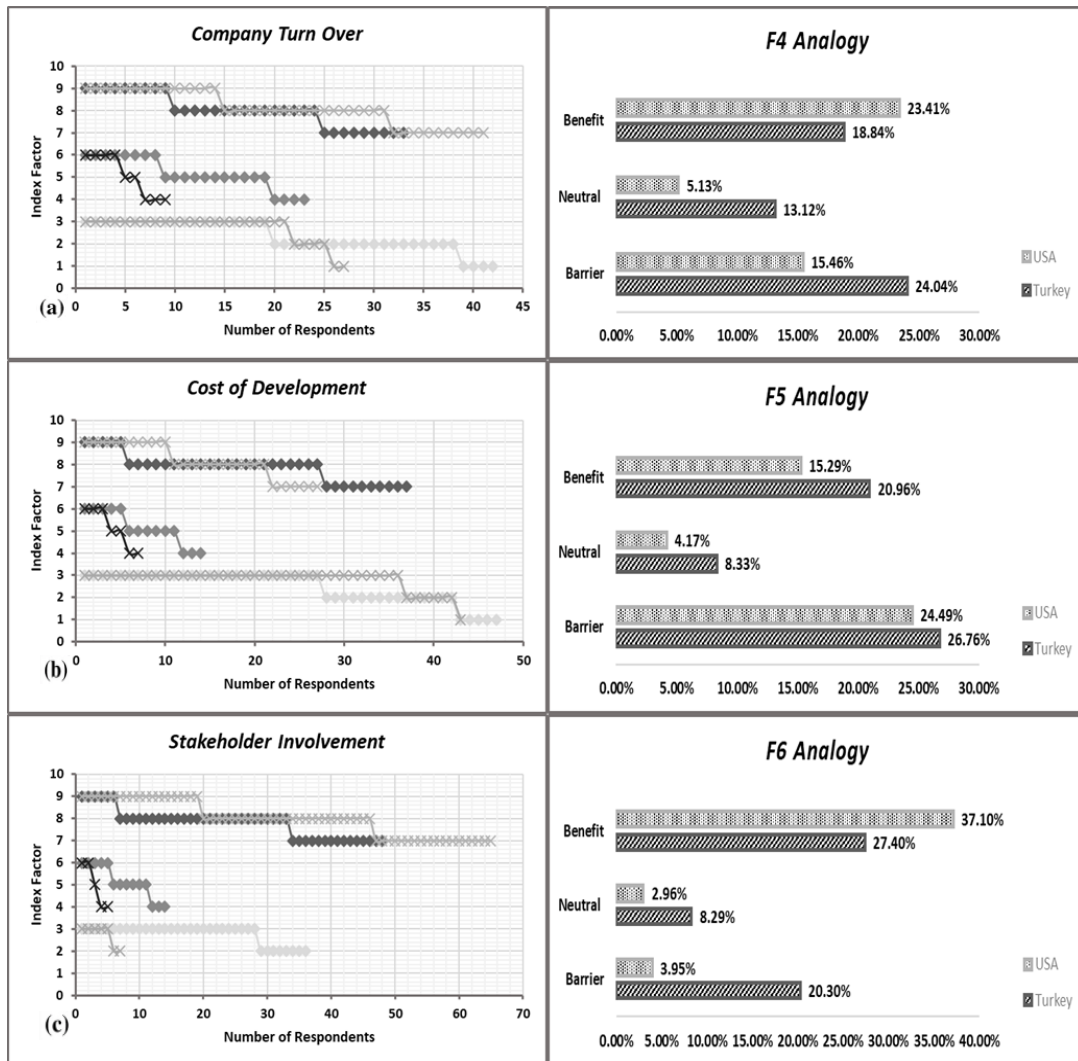 Company Turn Over
10
9
8
7
6
5
4
3
2
1
0
Index Factor
0 5 10 15 20 25 30 35 40 45
Number of Respondents
(a)
F4 Analogy
Benefit
23.41%
18.84%
Neutral
5.13%
13.12%
Barrier
15.46%
24.04%
USA
Turkey
0.00% 5.00% 10.00% 15.00% 20.00% 25.00% 30.00%
Cost of Development
10
9
8
7
6
5
4
3
2
1
0
Index Factor
0 10 20 30 40 50
Number of Respondents
(b)
F5 Analogy
Benefit
15.29%
20.96%
Neutral
4.17%
8.33%
Barrier
24.49%
26.76%
USA
Turkey
0.00% 5.00% 10.00% 15.00% 20.00% 25.00% 30.00%
Stakeholder Involvement
10
9
8
7
6
5
4
3
2
1
0
Index Factor
0 10 20 30 40 50 60 70
Number of Respondents
(c)
F6 Analogy
Benefit
37.10%
27.40%
Neutral
2.96%
8.29%
Barrier
3.95%
20.30%
USA
Turkey
0.00% 5.00% 10.00% 15.00% 20.00% 25.00% 30.00% 35.00% 40.00%